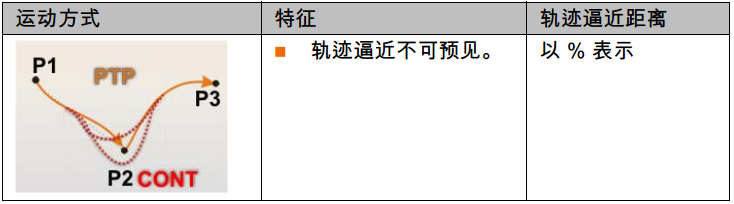 运动方式
特征
轨迹逼近距离
P1
PTP
P3
P2 CONT
■ 轨迹逼近不可预见。
以 % 表示